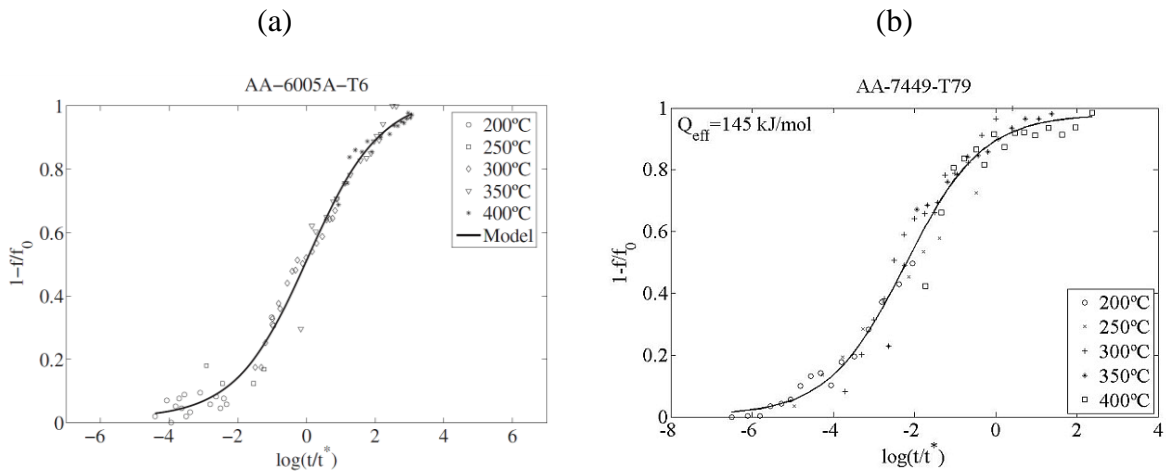 (a)
AA−6005A−T6
1
0.8
0.6
0.4
0.2
0
1−f/f0
−6 −4 −2 0 2 4 6
log(t/t*)
200ºC
250ºC
300ºC
350ºC
400ºC
Model
(b)
AA-7449-T79
Qeff=145 kJ/mol
1
0.8
0.6
0.4
0.2
0
1-f/f0
-8 -6 -4 -2 0 2 4
log(t/t*)
200ºC
250ºC
300ºC
350ºC
400ºC